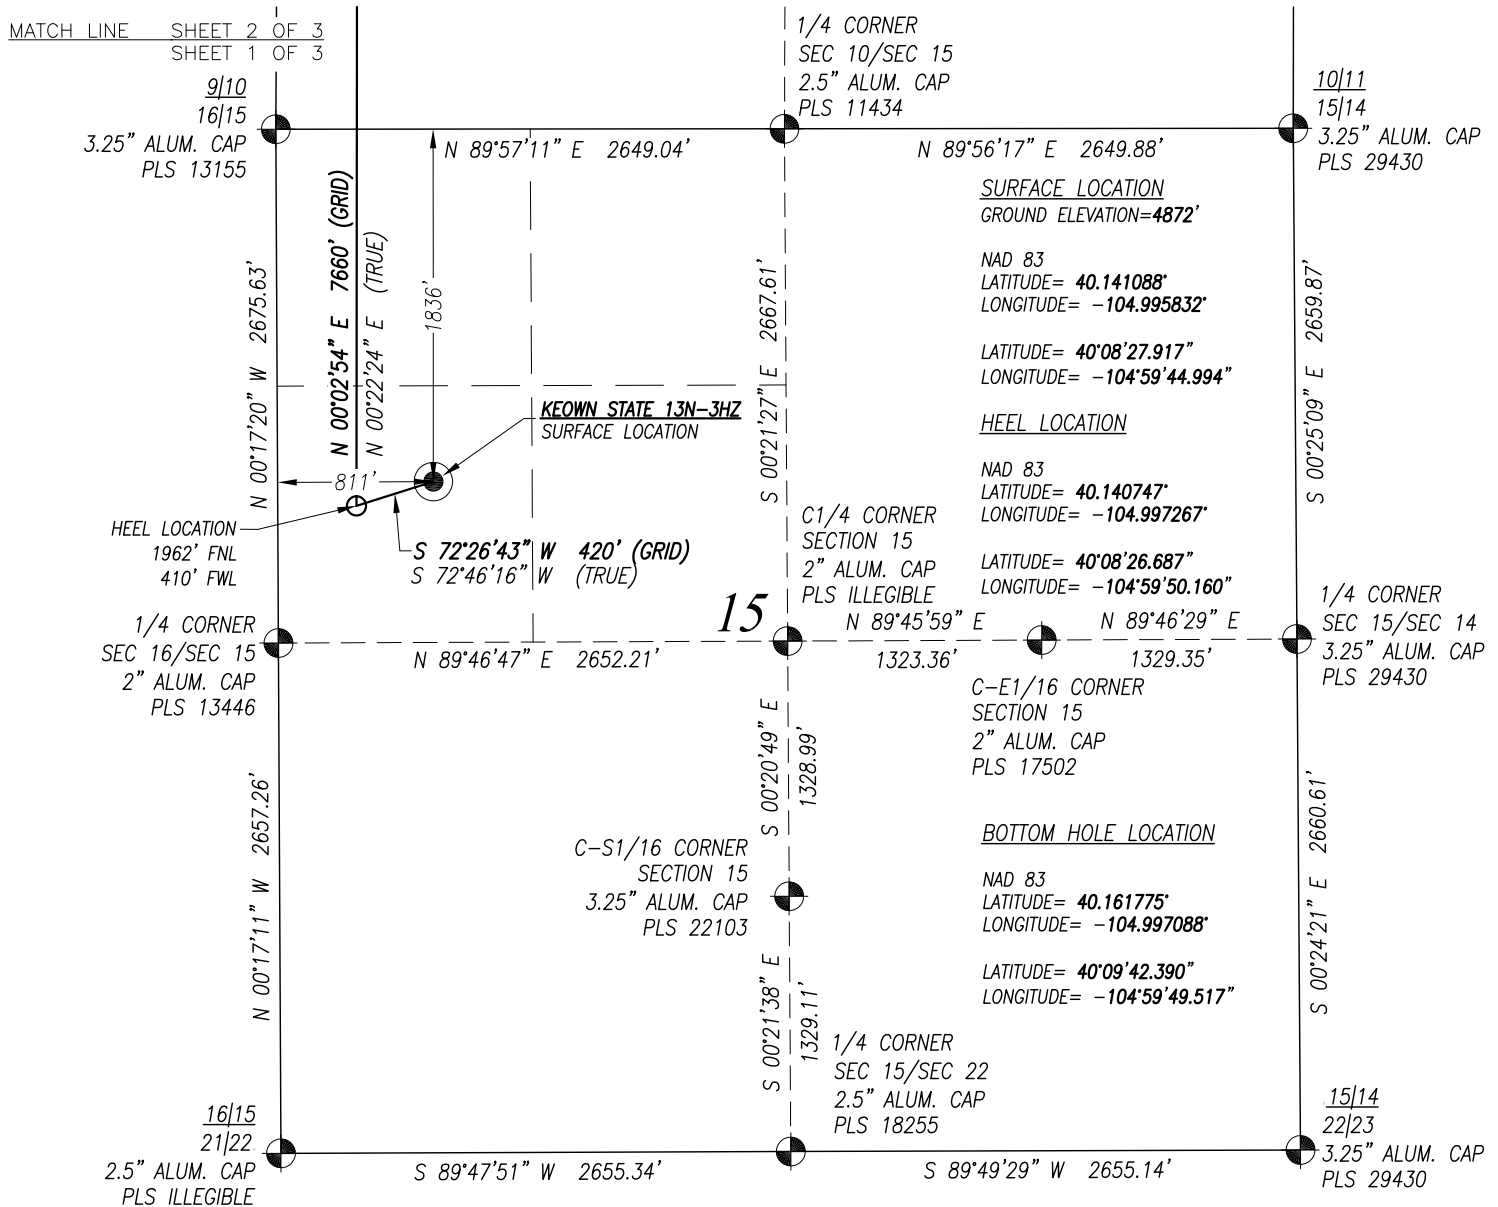 MATCH LINE SHEET 2 OF 3
SHEET 1 OF 3
9|10
16|15
3.25" ALUM. CAP
PLS 13155
1/4 CORNER
SEC 10/SEC 15
2.5" ALUM. CAP
PLS 11434
10|11
15|14
3.25" ALUM. CAP
PLS 29430
N 89°57'11" E 2649.04'
N 89°56'17" E 2649.88'
N 00°17'20" W 2675.63'
N 00°02'54" E 7660' (GRID)
N 00°22'24" E (TRUE)
1836'
811'
S 00°21'27" E 2667.61'
S 00°25'09" E 2659.87'
SURFACE LOCATION
GROUND ELEVATION=4872'
NAD 83
LATITUDE= 40.141088°
LONGITUDE= -104.995832°
LATITUDE= 40°08'27.917"
LONGITUDE= -104°59'44.994"
HEEL LOCATION
NAD 83
LATITUDE= 40.140747°
LONGITUDE= -104.997267°
LATITUDE= 40°08'26.687"
LONGITUDE= -104°59'50.160"
KEOWN STATE 13N-3HZ
SURFACE LOCATION
HEEL LOCATION
1962' FNL
410' FWL
S 72°26'43" W 420' (GRID)
S 72°46'16" W (TRUE)
C1/4 CORNER
SECTION 15
2" ALUM. CAP
PLS ILLEGIBLE
15
1/4 CORNER
SEC 16/SEC 15
2" ALUM. CAP
PLS 13446
N 89°46'47" E 2652.21'
N 89°45'59" E
1323.36'
N 89°46'29" E
1329.35'
1/4 CORNER
SEC 15/SEC 14
3.25" ALUM. CAP
PLS 29430
C-E1/16 CORNER
SECTION 15
2" ALUM. CAP
PLS 17502
N 00°17'11" W 2657.26'
S 00°20'49" E
1328.99'
S 00°24'21" E 2660.61'
C-S1/16 CORNER
SECTION 15
3.25" ALUM. CAP
PLS 22103
BOTTOM HOLE LOCATION
NAD 83
LATITUDE= 40.161775°
LONGITUDE= -104.997088°
LATITUDE= 40°09'42.390"
LONGITUDE= -104°59'49.517"
S 00°21'38" E
1329.11'
1/4 CORNER
SEC 15/SEC 22
2.5" ALUM. CAP
PLS 18255
16|15
21|22
2.5" ALUM. CAP
PLS ILLEGIBLE
S 89°47'51" W 2655.34'
S 89°49'29" W 2655.14'
15|14
22|23
3.25" ALUM. CAP
PLS 29430